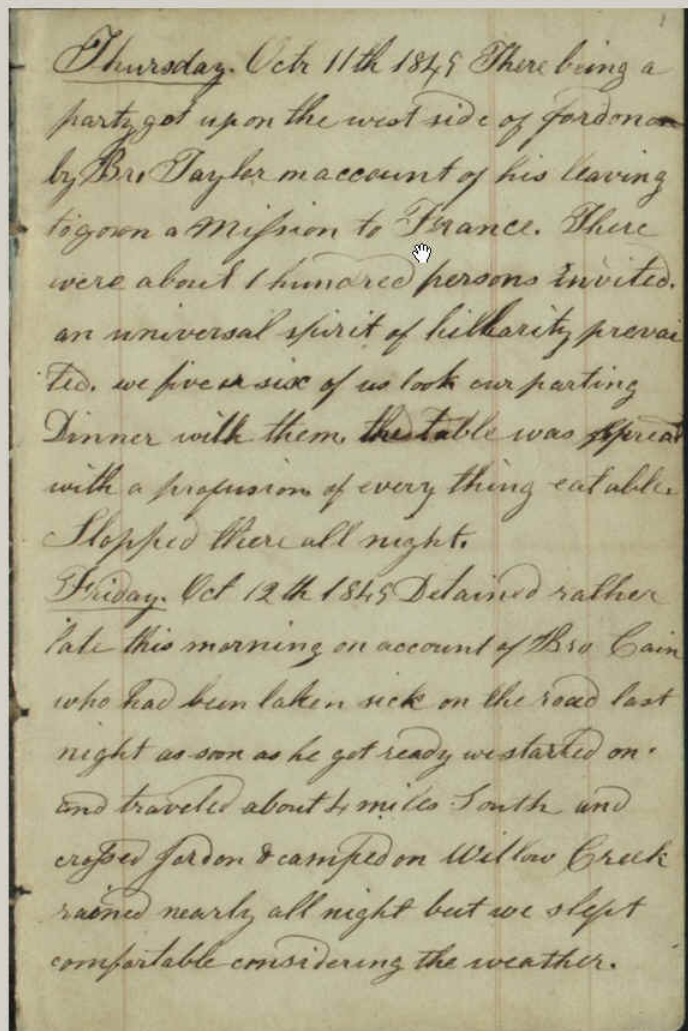 Thursday. Octr 11th 1849 There being a
party got up on the west side of Jordon
by Bro Taylor on account of his leaving
to go on a Mission to France. There
were about 1 hundred persons invited.
an universal spirit of hillarity prevai
led. we five or six of us took our parting
Dinner with them. the table was spread
with a profusion of every thing eatable.
Stopped there all night.
Friday. Oct 12th 1849 Detained rather
late this morning on account of Bro Cain
who had been taken sick on the road last
night as soon as he got ready we started on.
and traveled about 4 miles South and
crossed Jordon & camped on Willow Creek
rained nearly all night but we slept
comfortable considering the weather.